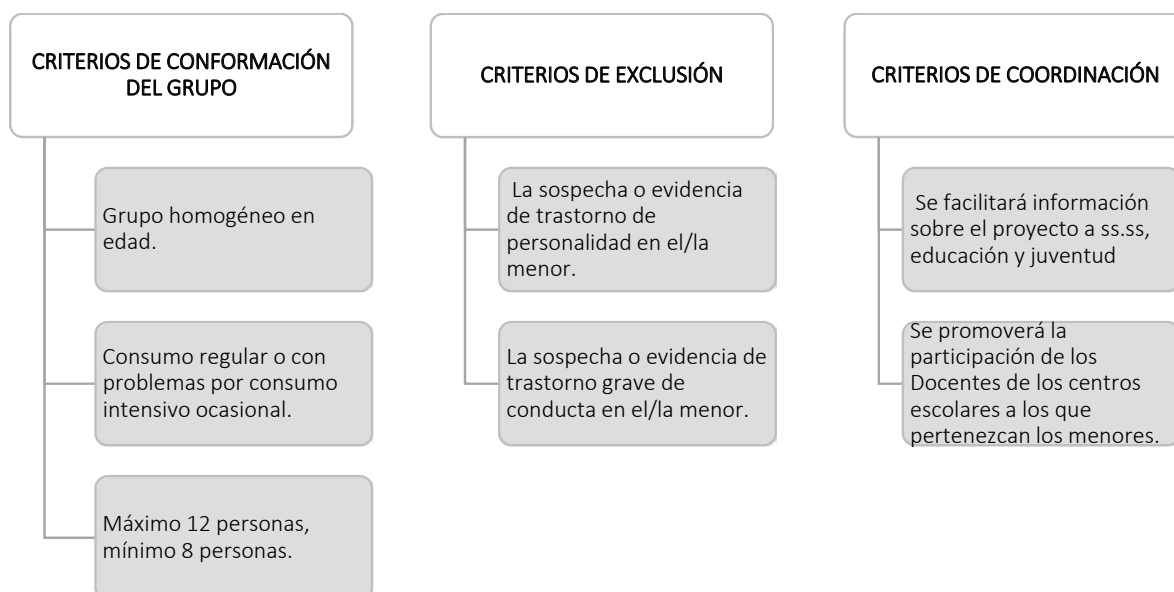 CRITERIOS DE CONFORMACIÓN
DEL GRUPO
Grupo homogéneo en
edad.
Consumo regular o con
problemas por consumo
intensivo ocasional.
Máximo 12 personas,
mínimo 8 personas.
CRITERIOS DE EXCLUSIÓN
La sospecha o evidencia
de trastorno de
personalidad en el/la
menor.
La sospecha o evidencia de
trastorno grave de
conducta en el/la menor.
CRITERIOS DE COORDINACIÓN
Se facilitará información
sobre el proyecto a ss.ss,
educación y juventud
Se promoverá la
participación de los
Docentes de los centros
escolares a los que
pertenezcan los menores.